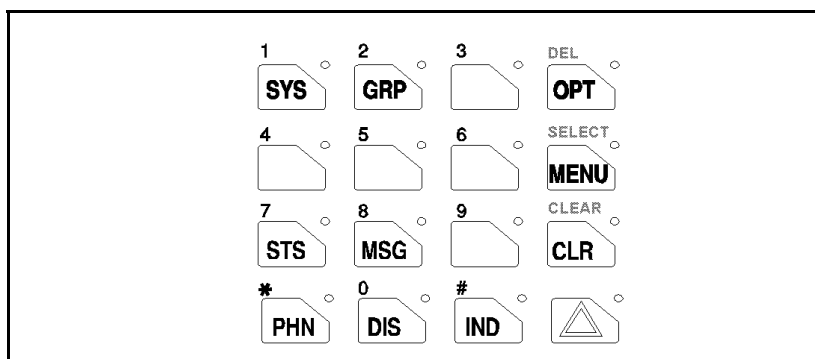 1 2 3 DEL
SYS GRP OPT
4 5 6 SELECT
MENU
7 8 9 CLEAR
STS MSG CLR
* 0 #
PHN DIS IND